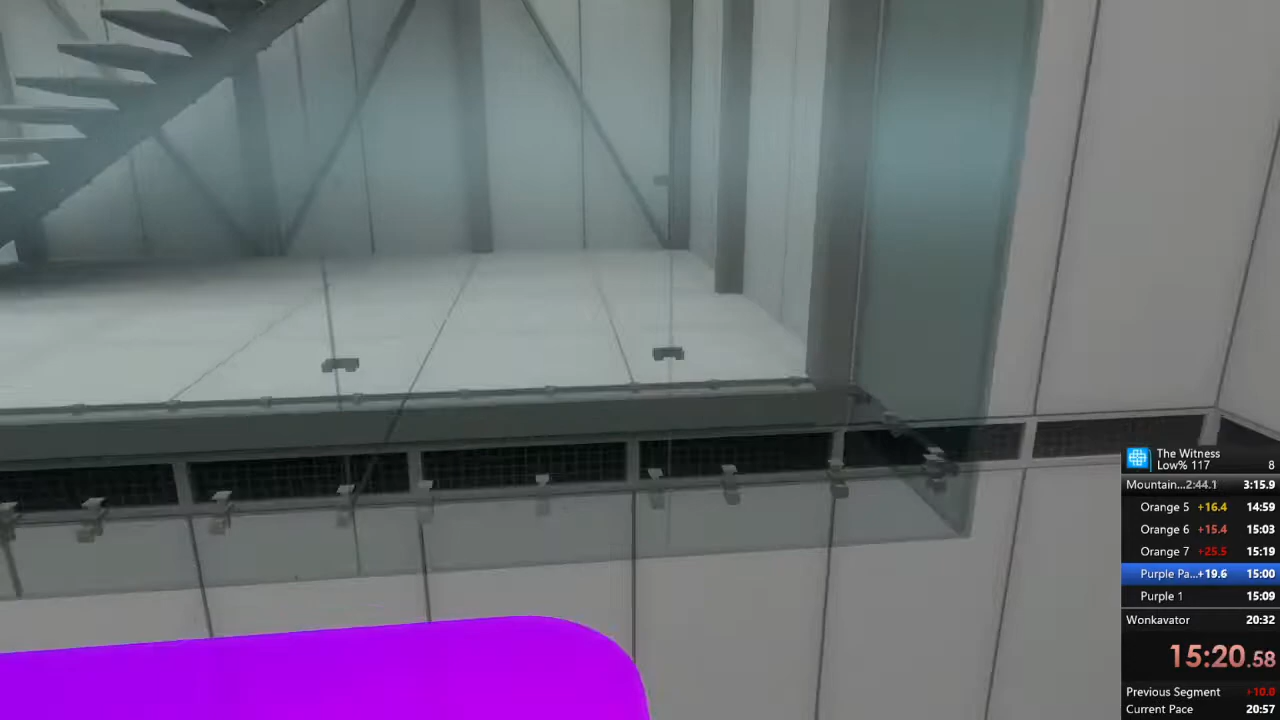 The Witness
Low% 117 8
Mountain...2:44.1 3:15.9
Orange 5 +16.4 14:59
Orange 6 +15.4 15:03
Orange 7 +25.5 15:19
Purple Pa...+19.6 15:00
Purple 1 15:09
Wonkavator 20:32
15:20.58
Previous Segment +10.0
Current Pace 20:57